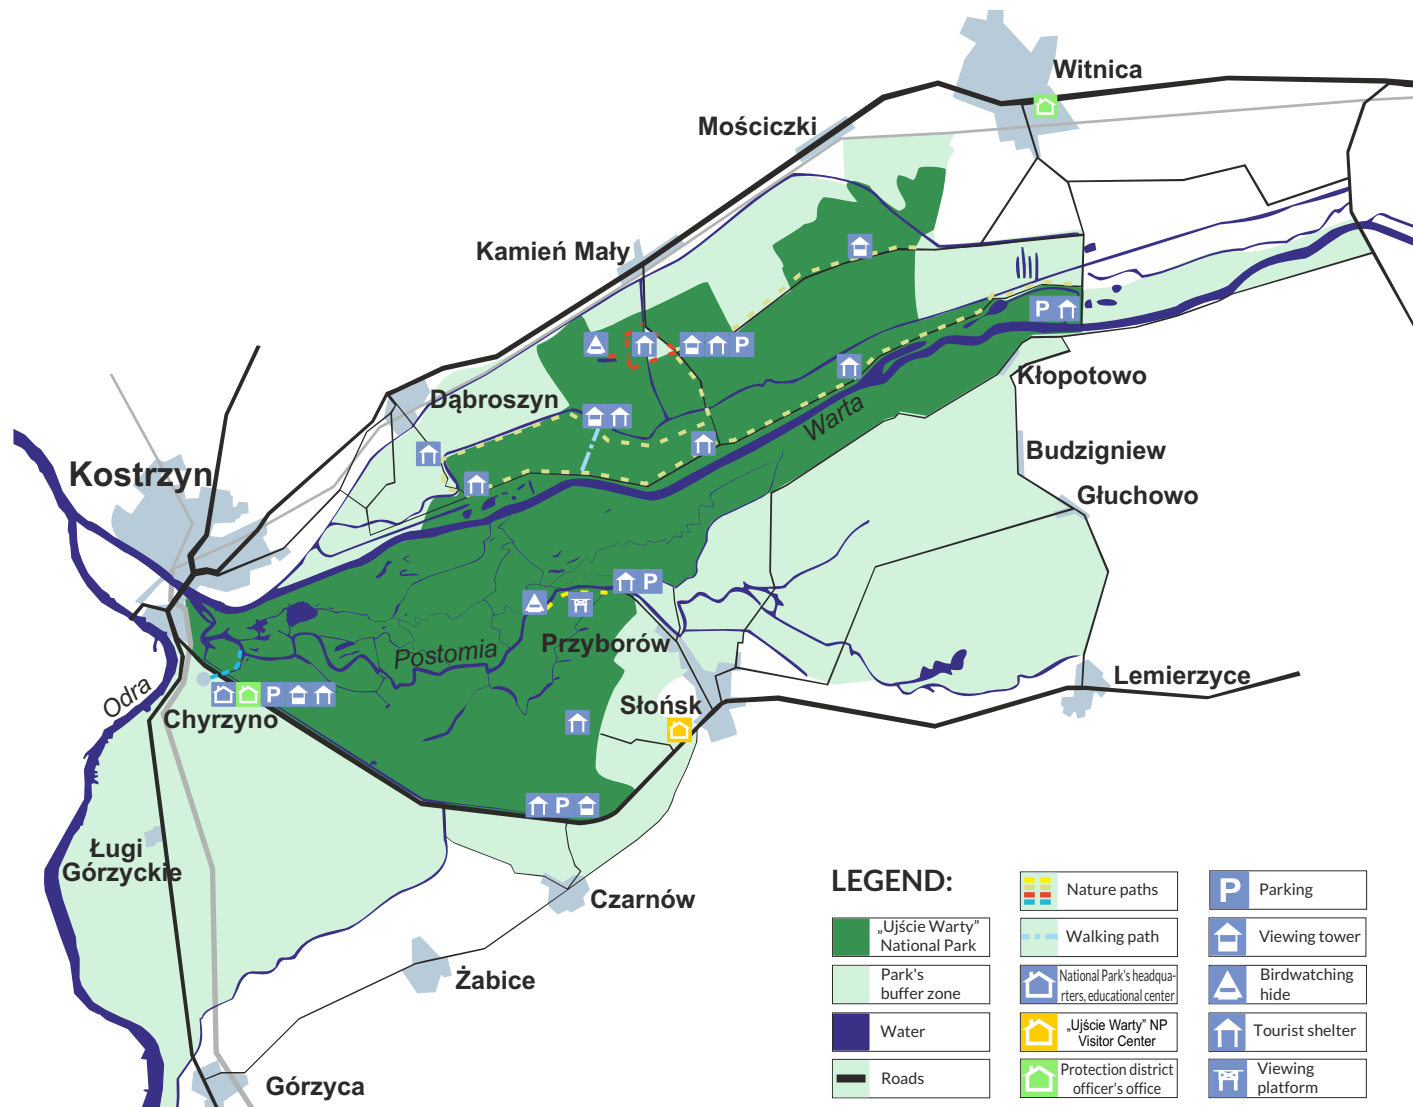 Witnica
Mościczki
Kamień Mały
P
P
Kłopotowo
Dąbroszyn
Warta
Budzigniew
Kostrzyn
Głuchowo
P
Przyborów
Postomia
Lemierzyce
Odra
P
Chyrzyno
Słońsk
P
Ługi
Górzyckie
Czarnów
Żabice
Górzyca
LEGEND:
„Ujście Warty”
National Park
Park's
buffer zone
Water
Roads
Nature paths
Walking path
National Park's headqua-
rters, educational center
„Ujście Warty” NP
Visitor Center
Protection district
officer's office
P
Parking
Viewing tower
Birdwatching
hide
Tourist shelter
Viewing
platform